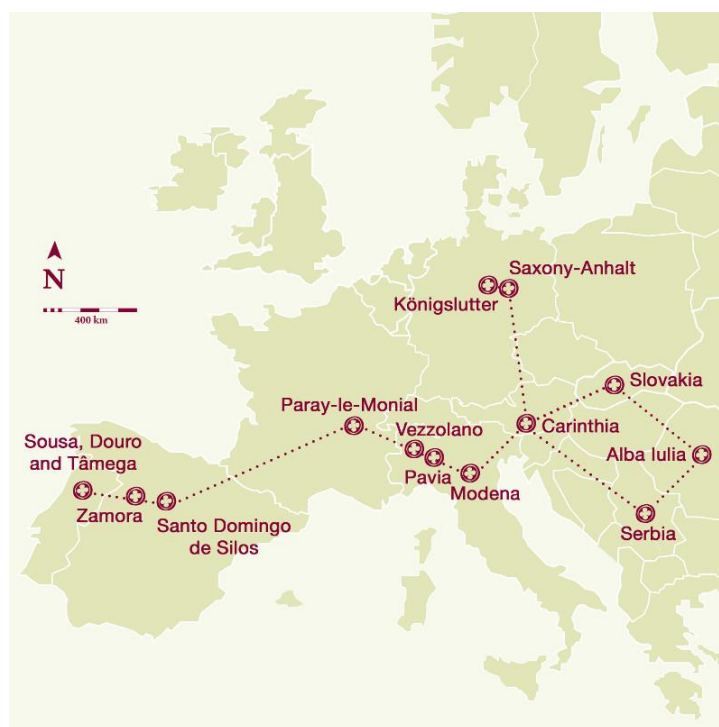 Saxony-Anhalt
Königslutter
N
400 km
Slovakia
Paray-le-Monial
Carinthia
Vezzolano
Sousa, Douro
and Tâmega
Alba Iulia
Pavia
Modena
Zamora
Santo Domingo
de Silos
Serbia